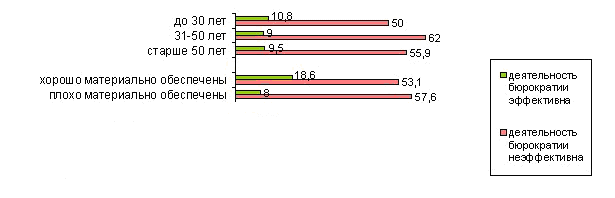 до 30 лет 10,8 50
31-50 лет 9 62
старше 50 лет 9,5 55,9
хорошо материально обеспечены 18,6 53,1
плохо материально обеспечены 8 57,6
деятельность
бюрократии
эффективна
деятельность
бюрократии
неэффективна